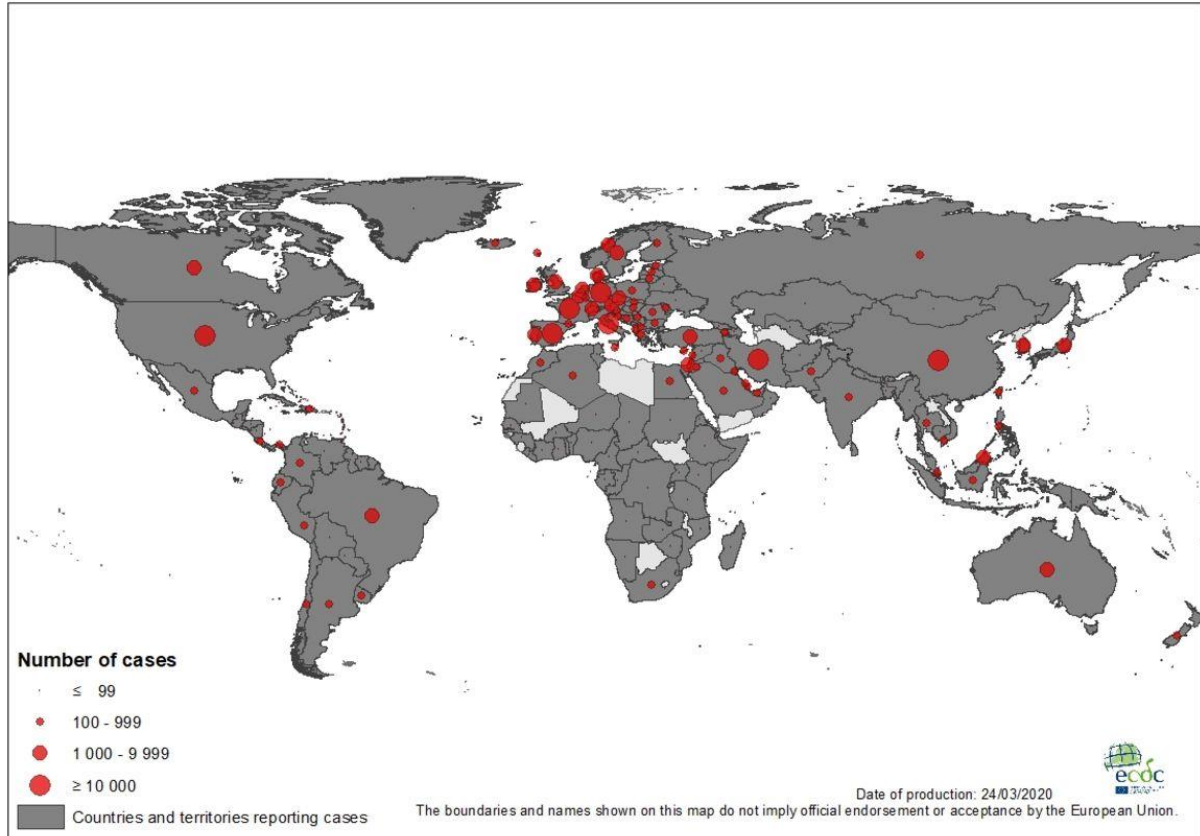 Number of cases
≤ 99
100 - 999
1 000 - 9 999
≥ 10 000
Countries and territories reporting cases
ecdc
Date of production: 24/03/2020
The boundaries and names shown on this map do not imply official endorsement or acceptance by the European Union.